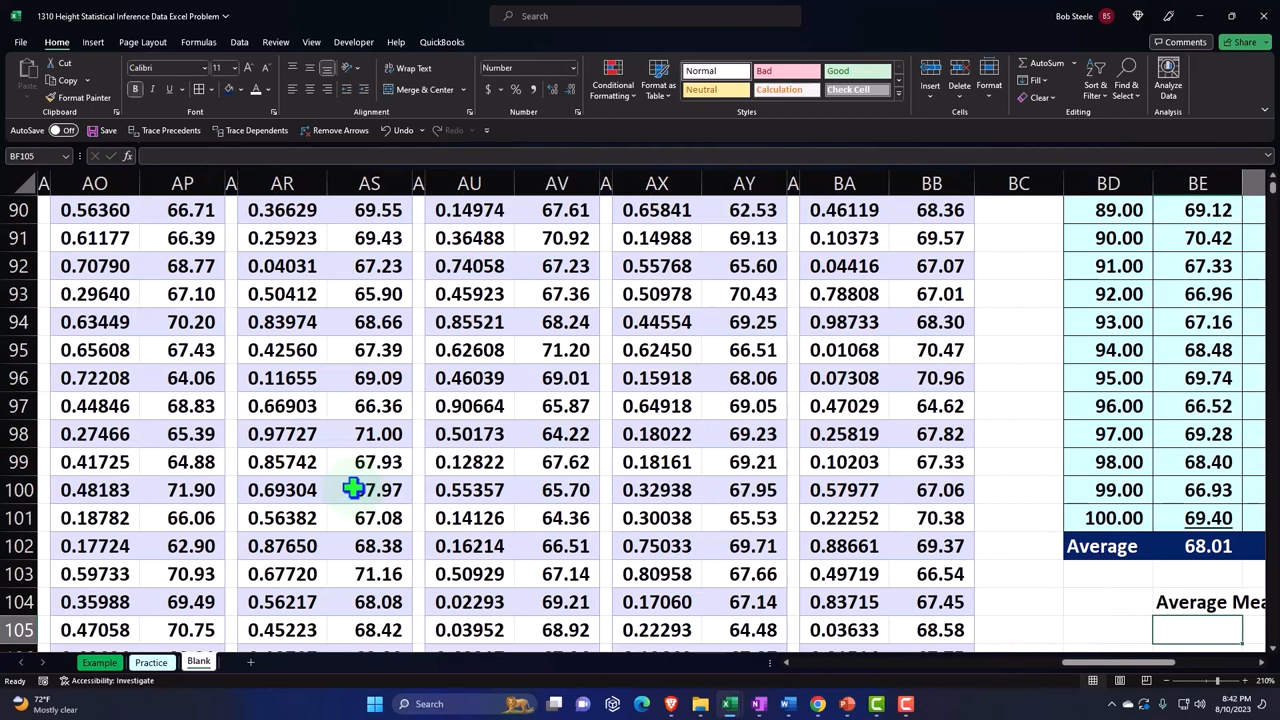 1310 Height Statistical Inference Data Excel Problem
Search
Bob Steele BS
File Home Insert Page Layout Formulas Data Review View Developer Automate Help QuickBooks
Comments Share
Paste
Cut
Copy
Format Painter
Clipboard
Calibri 11
B I U
Font
Wrap Text
Merge & Center
Alignment
Number
$ %
Number
Conditional Formatting
Format as Table
Normal Bad Good
Neutral Calculation Check Cell
Styles
Insert Delete Format
Cells
AutoSum
Fill
Clear
Sort & Filter
Find & Select
Editing
Analyze Data
Analysis
AutoSave Off Save Trace Precedents Trace Dependents Remove Arrows Undo Redo
BF105 fx
A AO AP A AR AS A AU AV A AX AY A BA BB BC BD BE
90 0.56360 66.71 0.36629 69.55 0.14974 67.61 0.65841 62.53 0.46119 68.36 89.00 69.12
91 0.61177 66.39 0.25923 69.43 0.36488 70.92 0.14988 69.13 0.10373 69.57 90.00 70.42
92 0.70790 68.77 0.04031 67.23 0.74058 67.23 0.55768 65.60 0.04416 67.07 91.00 67.33
93 0.29640 67.10 0.50412 65.90 0.45923 67.36 0.50978 70.43 0.78808 67.01 92.00 66.96
94 0.63449 70.20 0.83974 68.66 0.85521 68.24 0.44554 69.25 0.98733 68.30 93.00 67.16
95 0.65608 67.43 0.42560 67.39 0.62608 71.20 0.62450 66.51 0.01068 70.47 94.00 68.48
96 0.72208 64.06 0.11655 69.09 0.46039 69.01 0.15918 68.06 0.07308 70.96 95.00 69.74
97 0.44846 68.83 0.66903 66.36 0.90664 65.87 0.64918 69.05 0.47029 64.62 96.00 66.52
98 0.27466 65.39 0.97727 71.00 0.50173 64.22 0.18022 69.23 0.25819 67.82 97.00 69.28
99 0.41725 64.88 0.85742 67.93 0.12822 67.62 0.18161 69.21 0.10203 67.33 98.00 68.40
100 0.48183 71.90 0.69304 7.97 0.55357 65.70 0.32938 67.95 0.57977 67.06 99.00 66.93
101 0.18782 66.06 0.56382 67.08 0.14126 64.36 0.30038 65.53 0.22252 70.38 100.00 69.40
102 0.17724 62.90 0.87650 68.38 0.16214 66.51 0.75033 69.71 0.88661 69.37 Average 68.01
103 0.59733 70.93 0.67720 71.16 0.50929 67.14 0.80958 67.66 0.49719 66.54
104 0.35988 69.49 0.56217 68.08 0.02293 69.21 0.17060 67.14 0.83715 67.45 Average Mea
105 0.47058 70.75 0.45223 68.42 0.03952 68.92 0.22293 64.48 0.03633 68.58
Example Practice Blank
Ready Accessibility: Investigate 210%
72°F
Mostly clear
Search
8:42 PM
8/10/2023